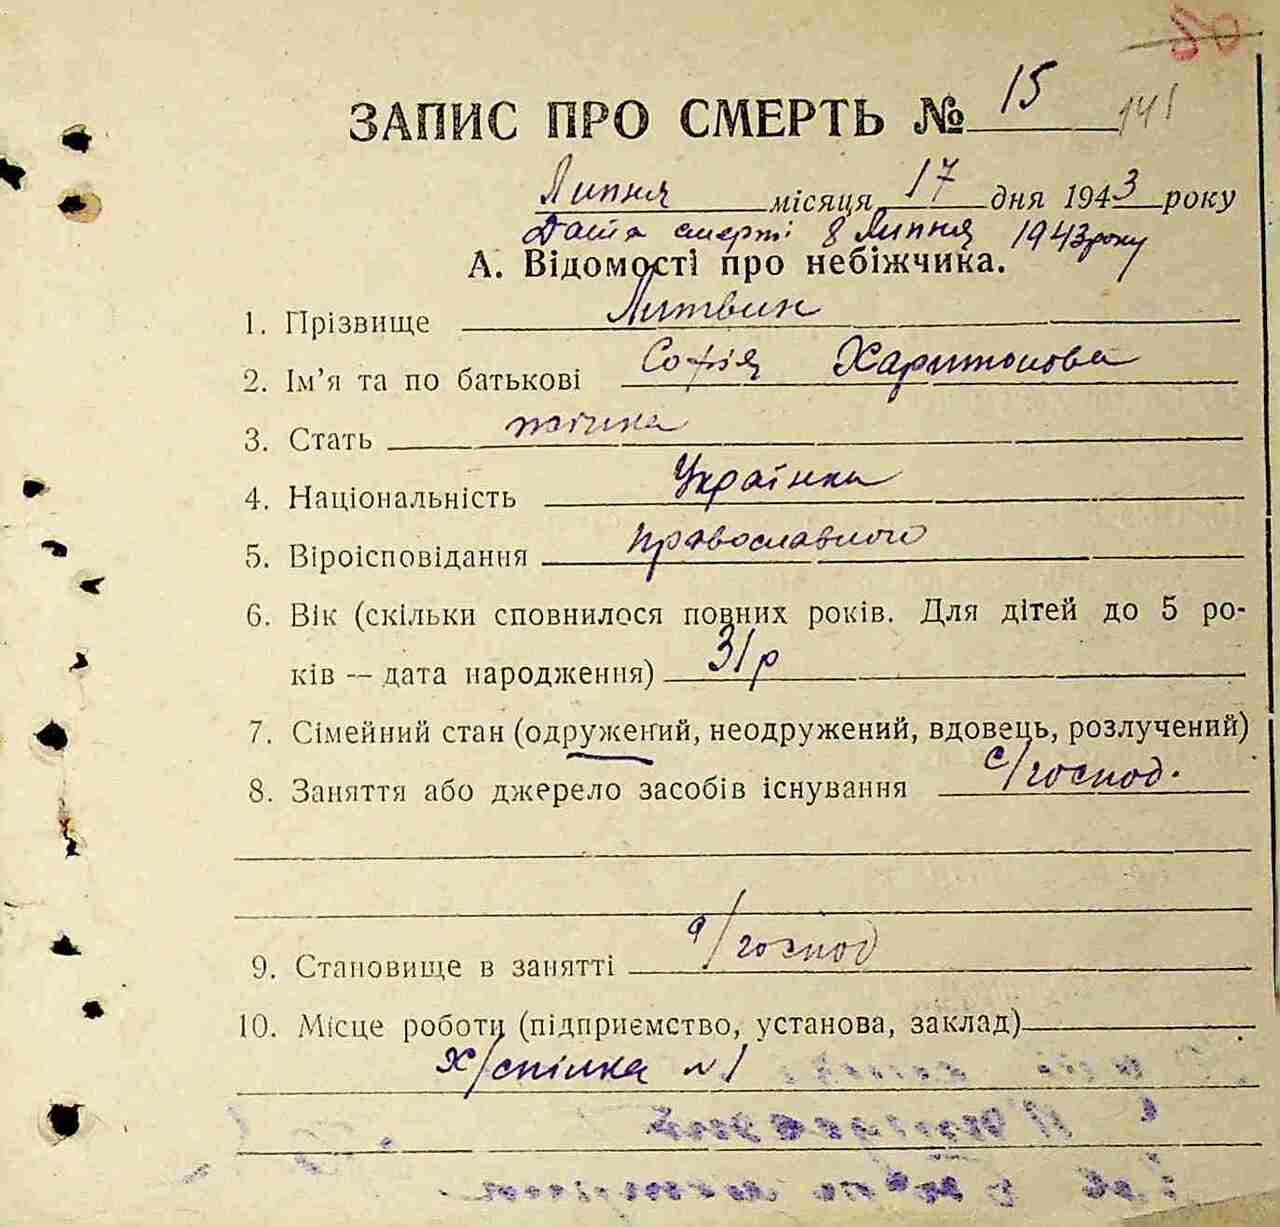 80
ЗАПИС ПРО СМЕРТЬ № 15 141
Липня місяця 17 дня 1943 року
Дата смерті 8 Липня 1943 року
А. Відомості про небіжчика.
1. Прізвище Литвин
2. Ім'я та по батькові Софія Харитонова
3. Стать жінка
4. Національність Українка
5. Віроісповідання православного
6. Вік (скільки сповнилося повних років. Для дітей до 5 ро-
ків — дата народження) 31 р
7. Сімейний стан (одружений, неодружений, вдовець, розлучений)
8. Заняття або джерело засобів існування с/господ.
9. Становище в занятті с/господ
10. Місце роботи (підприємство, установа, заклад)
х/спілка №1